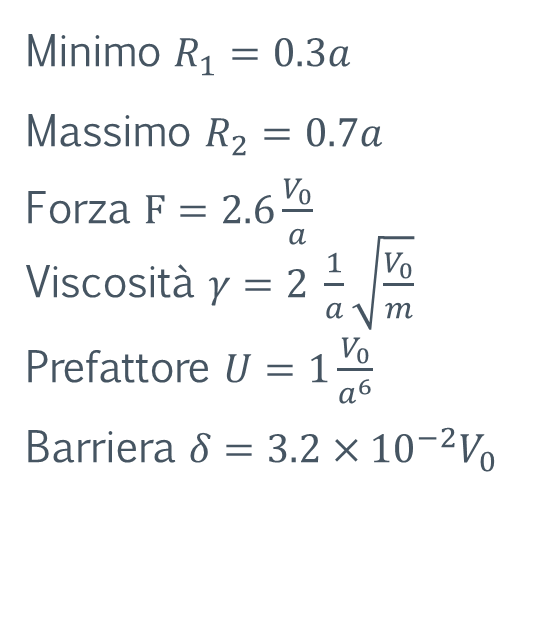 Minimo R₁ = 0.3a
Massimo R₂ = 0.7a
Forza F = 2.6 V₀/a
Viscosità γ = 2 1/a √(V₀/m)
Prefattore U = 1 V₀/a⁶
Barriera δ = 3.2 × 10⁻²V₀